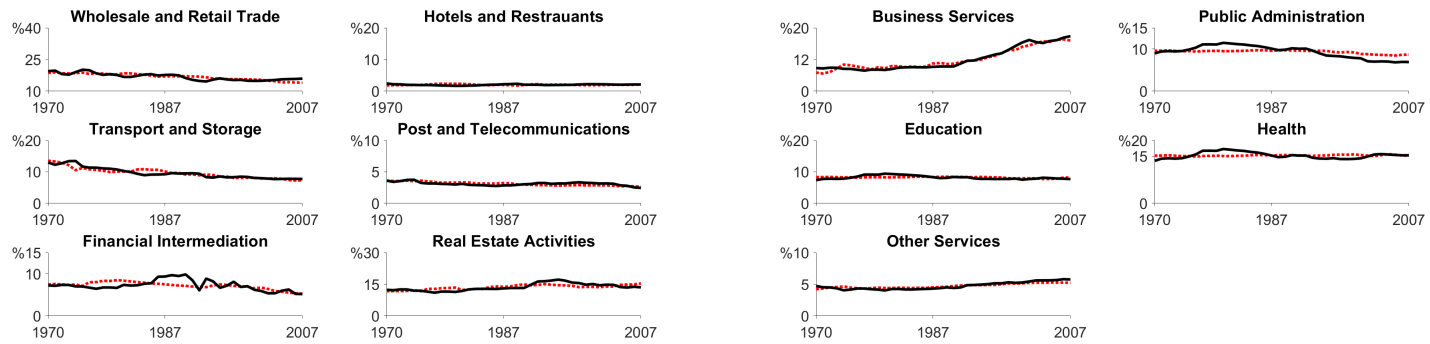 Wholesale and Retail Trade
%40
25
10
1970 1987 2007
Hotels and Restrauants
%20
10
0
1970 1987 2007
Business Services
%20
12
0
1970 1987 2007
Public Administration
%15
10
0
1970 1987 2007
Transport and Storage
%20
10
0
1970 1987 2007
Post and Telecommunications
%10
5
0
1970 1987 2007
Education
%20
10
0
1970 1987 2007
Health
%20
15
0
1970 1987 2007
Financial Intermediation
%15
10
0
1970 1987 2007
Real Estate Activities
%30
15
0
1970 1987 2007
Other Services
%10
5
0
1970 1987 2007